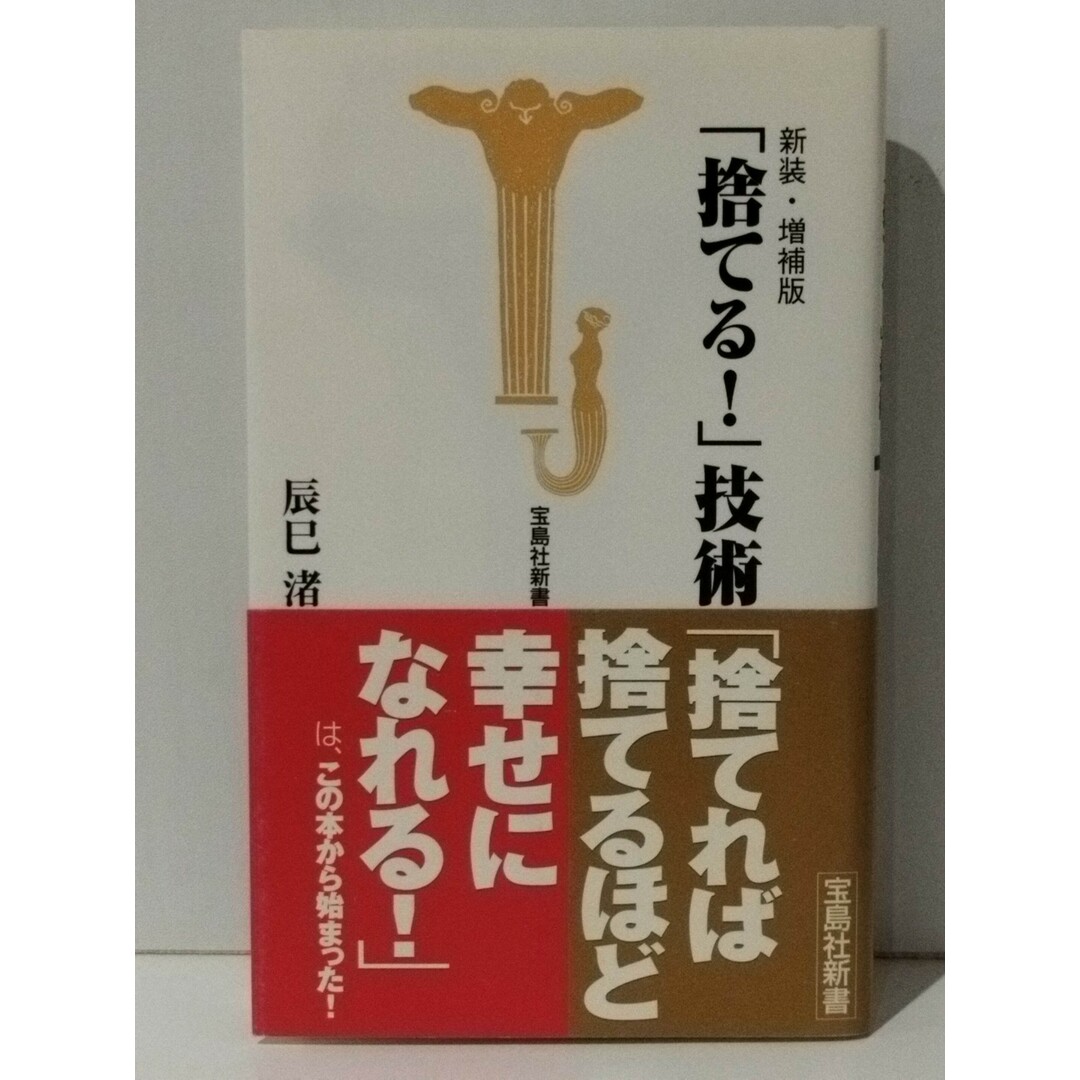 新装・増補版
「捨てる!」技術
宝島社新書
辰巳 渚
「捨てれば
捨てるほど
幸せに
なれる!」
は、この本から始まった!
宝島社新書